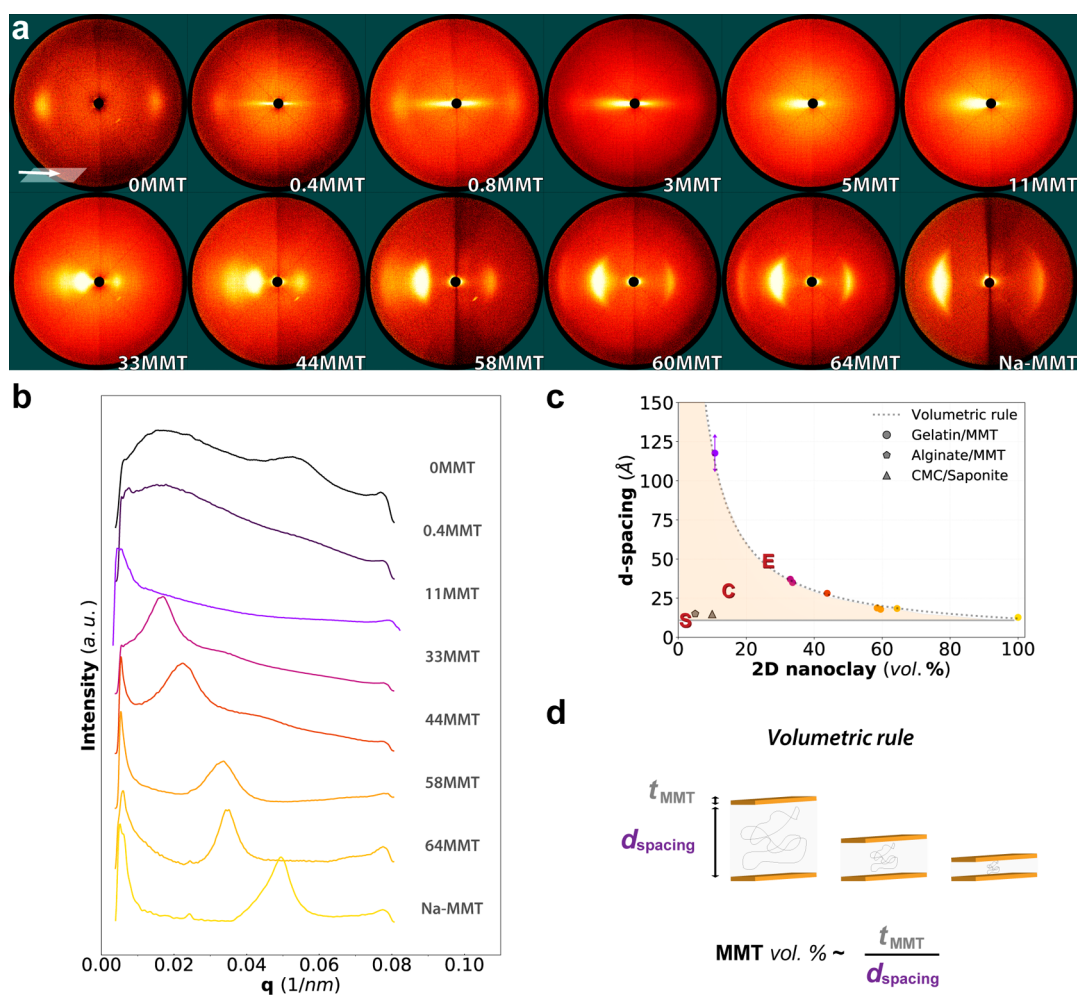 a
0MMT
0.4MMT
0.8MMT
3MMT
5MMT
11MMT
33MMT
44MMT
58MMT
60MMT
64MMT
Na-MMT
b
Intensity (a. u.)
0MMT
0.4MMT
11MMT
33MMT
44MMT
58MMT
64MMT
Na-MMT
0.00 0.02 0.04 0.06 0.08 0.10
q (1/nm)
c
d-spacing (Å)
150
125
100
75
50
25
0
Volumetric rule
Gelatin/MMT
Alginate/MMT
CMC/Saponite
E
C
S
0 20 40 60 80 100
2D nanoclay (vol. %)
d
Volumetric rule
tMMT
dspacing
MMT vol. % ~ tMMT
dspacing